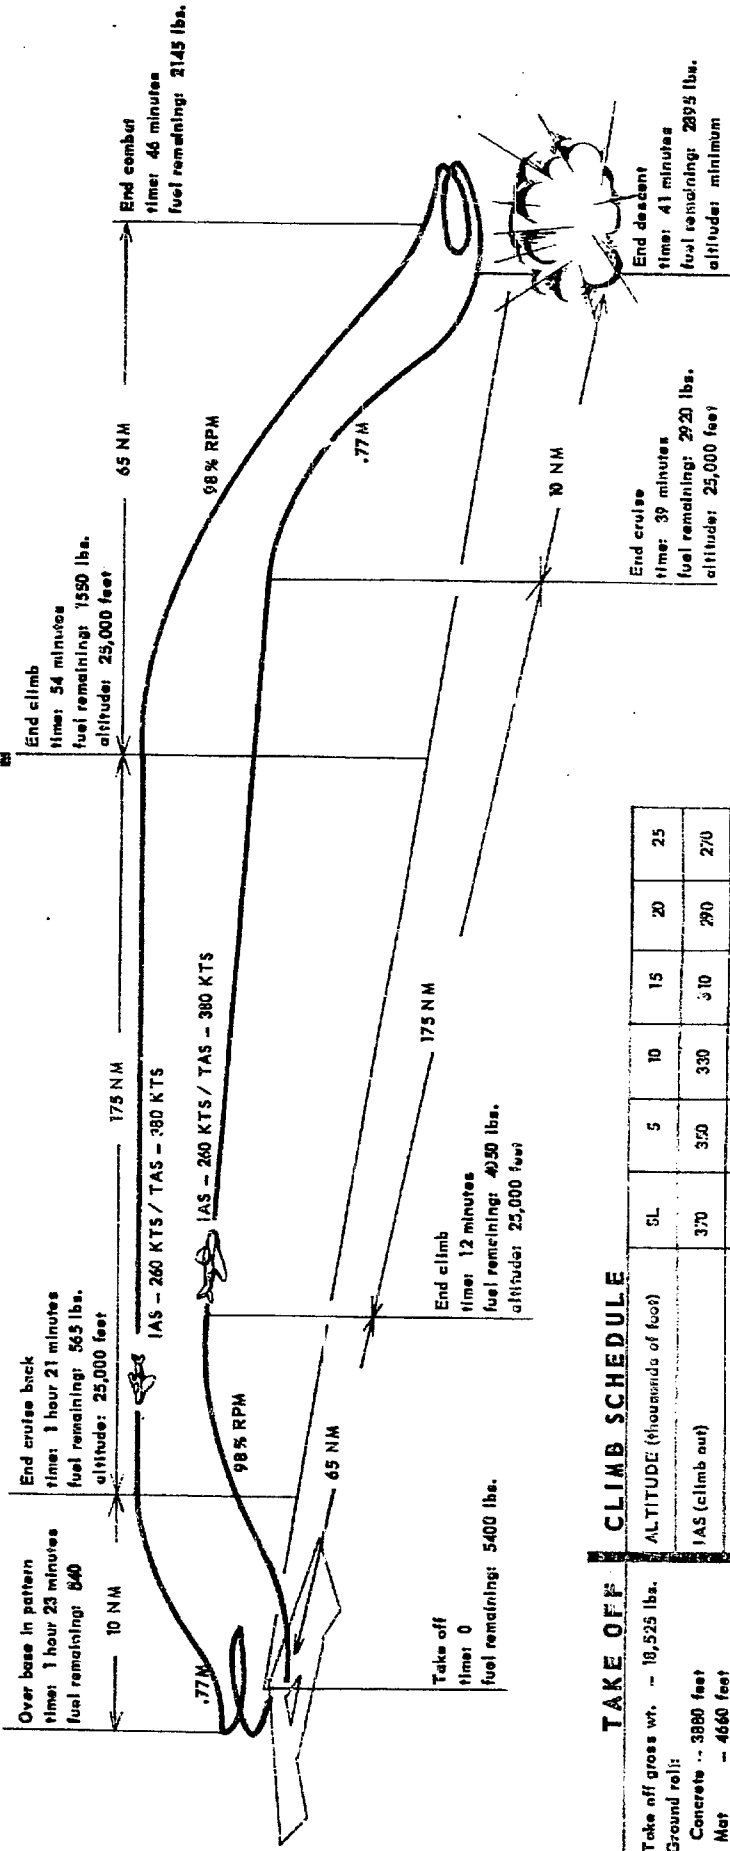 Over base in pattern
time: 1 hour 23 minutes
fuel remaining: 540
10 NM
End cruise back
time: 1 hour 21 minutes
fuel remaining: 565 lbs.
altitude: 25,000 feet
175 NM
End climb
time: 54 minutes
fuel remaining: 1550 lbs.
altitude: 25,000 feet
65 NM
End combat
time: 46 minutes
fuel remaining: 2145 lbs.
.77M
IAS – 260 KTS / TAS – 380 KTS
98% RPM
98% RPM
IAS – 260 KTS / TAS – 380 KTS
.77M
65 NM
175 NM
10 NM
Take off
time: 0
fuel remaining: 5400 lbs.
End climb
time: 12 minutes
fuel remaining: 4050 lbs.
altitude: 25,000 feet
End cruise
time: 39 minutes
fuel remaining: 2920 lbs.
altitude: 25,000 feet
End descent
time: 41 minutes
fuel remaining: 2895 lbs.
altitude: minimum
TAKE OFF
Take off gross wt. – 18,525 lbs.
Ground roll:
Concrete – 3880 feet
Mat – 4660 feet
CLIMB SCHEDULE
ALTITUDE (thousands of feet) SL 5 10 15 20 25
IAS (climb out) 370 350 330 310 290 270